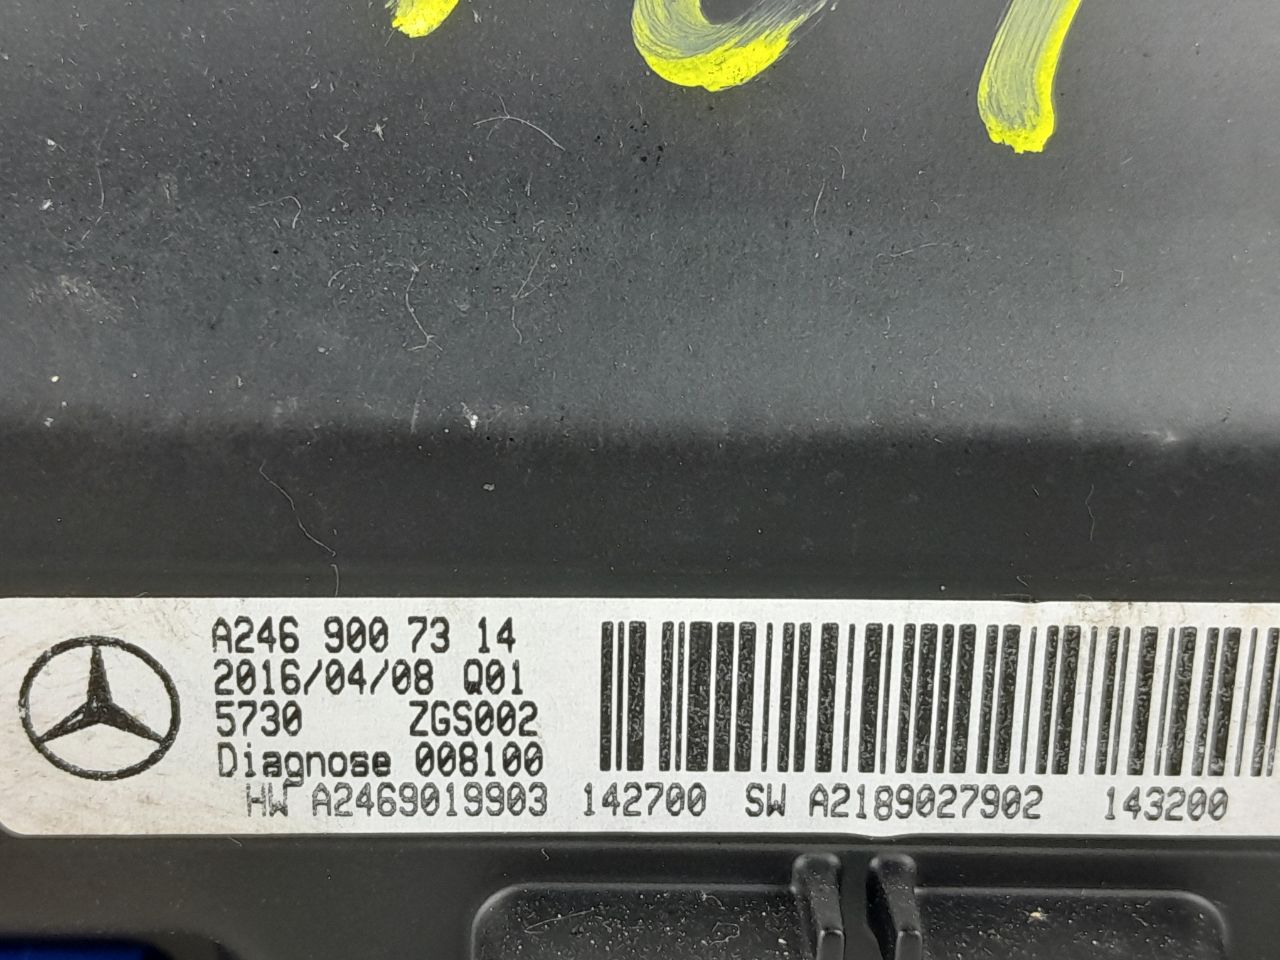 A246 900 73 14
2016/04/08 Q01
5730 ZGS002
Diagnose 008100
HW A2469019903 142700 SW A2189027902 143200